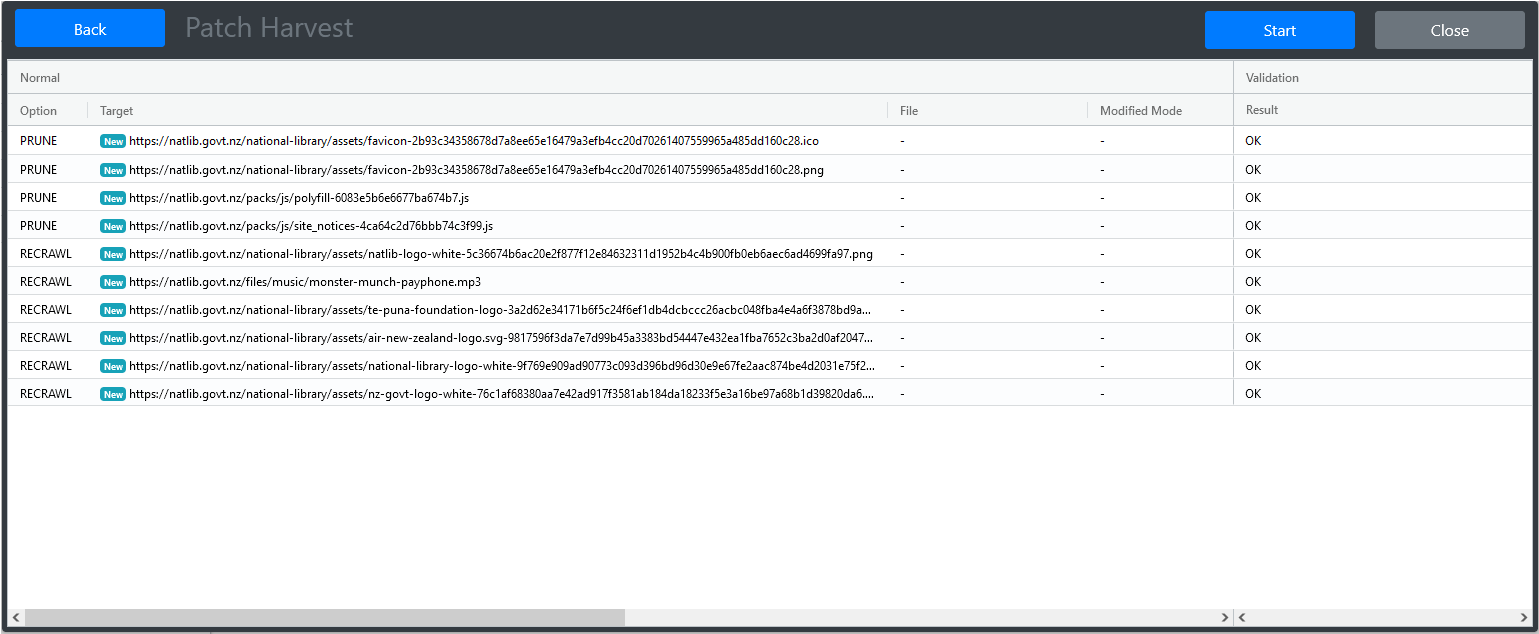 Back Patch Harvest Start Close
Normal Validation
Option Target File Modified Mode Result
PRUNE New https://natlib.govt.nz/national-library/assets/favicon-2b93c34358678d7a8ee65e16479a3efb4cc20d70261407559965a485dd160c28.ico - - OK
PRUNE New https://natlib.govt.nz/national-library/assets/favicon-2b93c34358678d7a8ee65e16479a3efb4cc20d70261407559965a485dd160c28.png - - OK
PRUNE New https://natlib.govt.nz/packs/js/polyfill-6083e5b6e6677ba674b7.js - - OK
PRUNE New https://natlib.govt.nz/packs/js/site_notices-4ca64c2d76bbb74c3f99.js - - OK
RECRAWL New https://natlib.govt.nz/national-library/assets/natlib-logo-white-5c36674b6ac20e2f877f12e84632311d1952b4c4b900fb0eb6aec6ad4699fa97.png - - OK
RECRAWL New https://natlib.govt.nz/files/music/monster-munch-payphone.mp3 - - OK
RECRAWL New https://natlib.govt.nz/national-library/assets/te-puna-foundation-logo-3a2d62e34171b6f5c24f6ef1db4dcbccc26acbc048fba4e4a6f3878bd9a... - - OK
RECRAWL New https://natlib.govt.nz/national-library/assets/air-new-zealand-logo.svg-9817596f3da7e7d99b45a3383bd54447e432ea1fba7652c3ba2d0af2047... - - OK
RECRAWL New https://natlib.govt.nz/national-library/assets/national-library-logo-white-9f769e909ad90773c093d396bd96d30e9e67fe2aac874be4d2031e75f2... - - OK
RECRAWL New https://natlib.govt.nz/national-library/assets/nz-govt-logo-white-76c1af68380aa7e42ad917f3581ab184da18233f5e3a16be97a68b1d39820da6.... - - OK